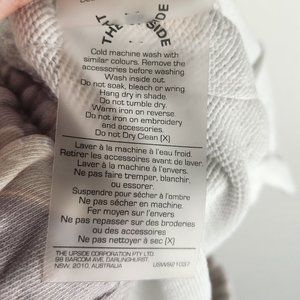 THE UPSIDE
SIDE
Cold machine wash with
similar colours. Remove the
accessories before washing
Wash inside out.
Do not soak, bleach or wring
Hang dry in shade.
Do not tumble dry.
Warm iron on reverse
Do not iron on embroidery
and accessories.
Do not Dry Clean (X)
Laver à la machine à l'eau froid.
Retirer les accessoires avant de laver.
Laver à la machine à l'envers.
Ne pas faire tremper, blanchir,
ou essorer.
Suspendre pour sécher à l'ombre
Ne pas sécher en machine.
Fer moyen sur l'envers.
Ne pas repasser sur des broderies
ou des accessories
Ne pas nettoyer à sec (X)
THE UPSIDE CORPORATION PTY LTD.
98 BARCOM AVE DARLINGHURST,
NSW, 2010, AUSTRALIA
USW921037